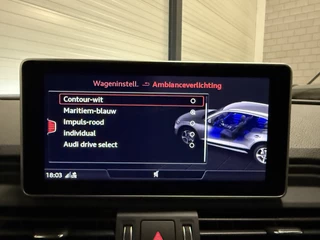 Wageninstell. Ambianceverlichting
Contour-wit
Maritiem-blauw
Impuls-rood
individual
Audi drive select
18:03